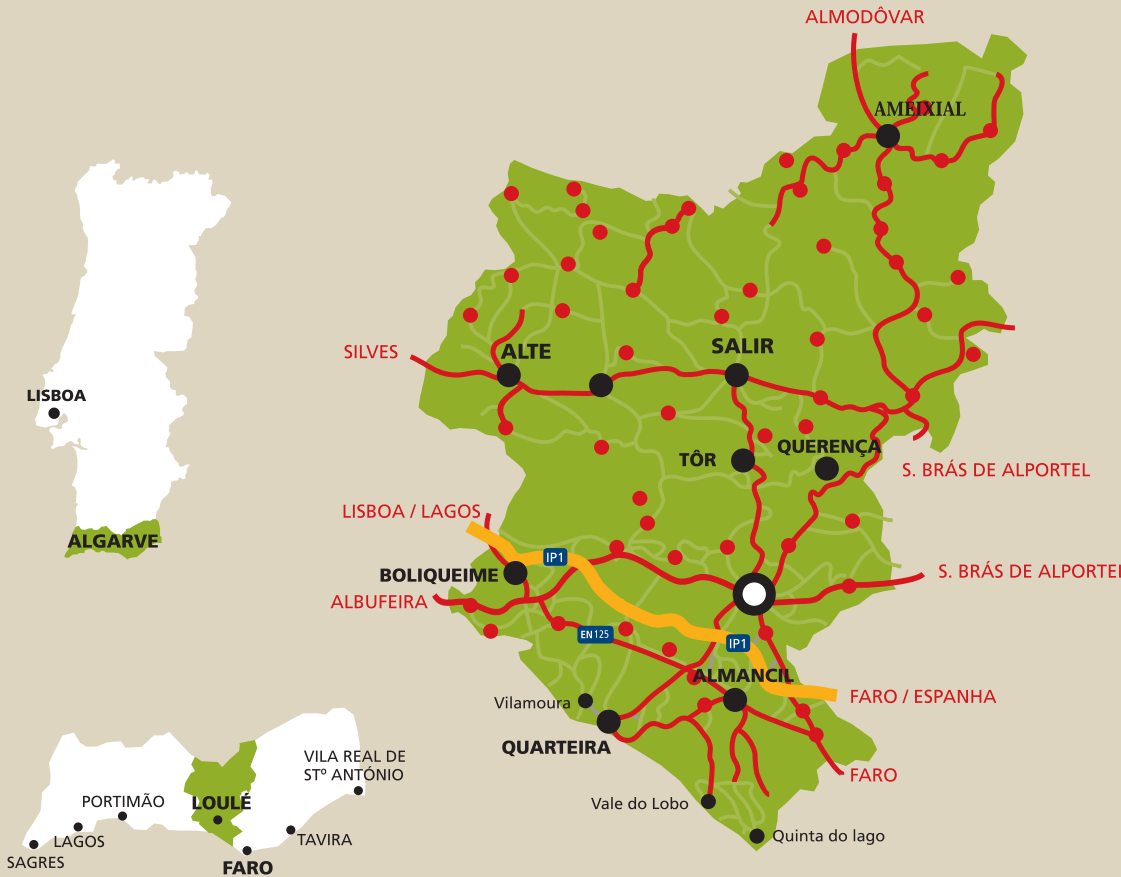 ALMODÔVAR
AMEIXIAL
SILVES
ALTE
SALIR
LISBOA
TÔR
QUERENÇA
S. BRÁS DE ALPORTEL
LISBOA / LAGOS
ALGARVE
IP1
BOLIQUEIME
S. BRÁS DE ALPORTEL
ALBUFEIRA
EN125
IP1
ALMANCIL
FARO / ESPANHA
Vilamoura
QUARTEIRA
FARO
VILA REAL DE
STº ANTÓNIO
PORTIMÃO
LOULÉ
Vale do Lobo
LAGOS
TAVIRA
Quinta do lago
SAGRES
FARO